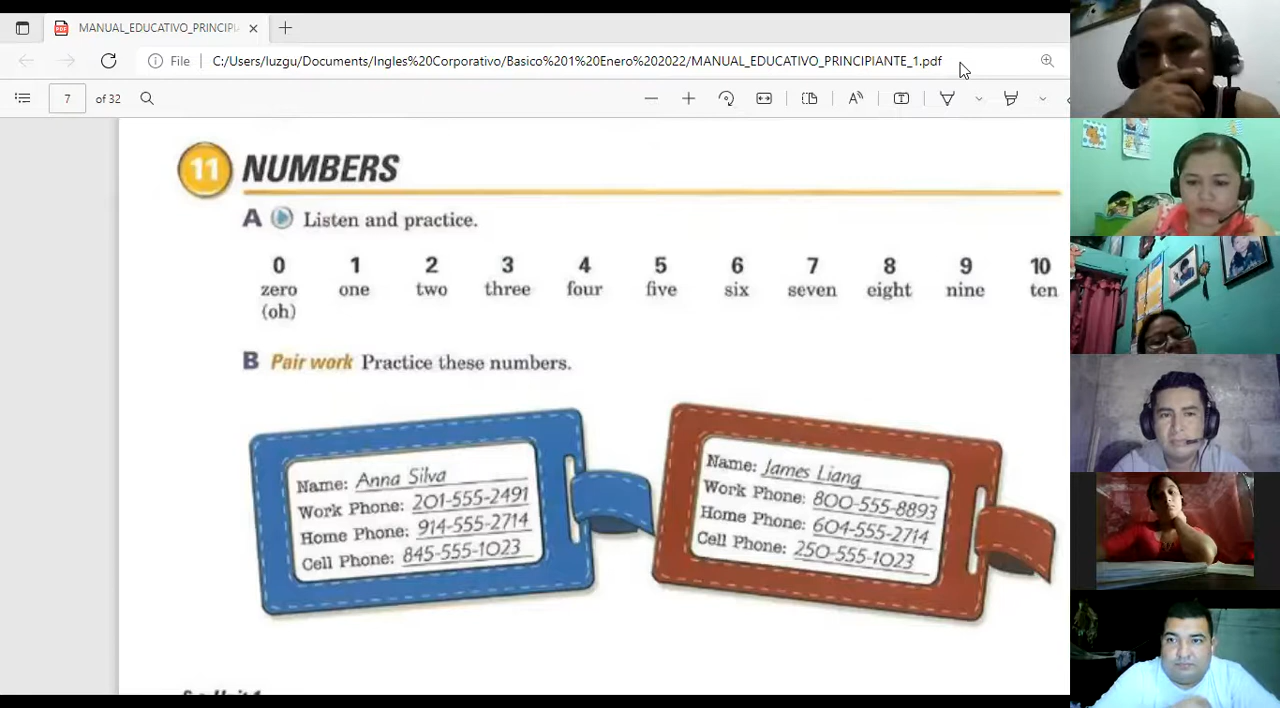 MANUAL_EDUCATIVO_PRINCIPI
File
C:/Users/luzgu/Documents/Ingles%20Corporativo/Basico%201%20Enero%202022/MANUAL_EDUCATIVO_PRINCIPIANTE_1.pdf
7 of 32
11 NUMBERS
A Listen and practice.
0 1 2 3 4 5 6 7 8 9 10
zero one two three four five six seven eight nine ten
(oh)
B Pair work Practice these numbers.
Name: Anna Silva
Work Phone: 201-555-2491
Home Phone: 914-555-2714
Cell Phone: 845-555-1023
Name: James Liang
Work Phone: 800-555-8893
Home Phone: 604-555-2714
Cell Phone: 250-555-1023